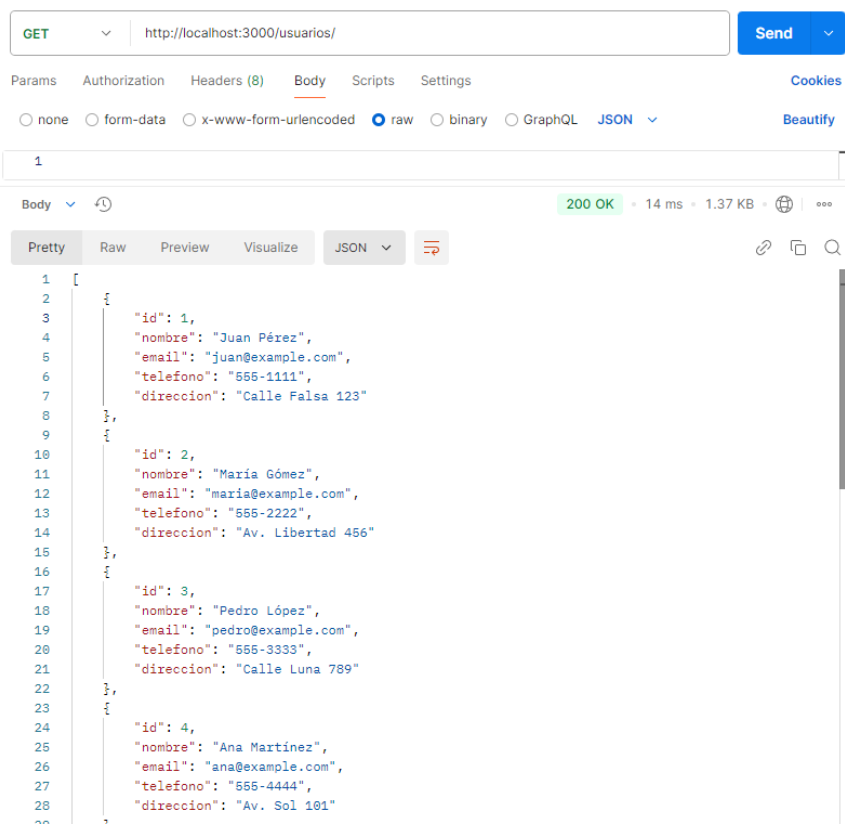 GET http://localhost:3000/usuarios/ Send
Params Authorization Headers (8) Body Scripts Settings Cookies
none form-data x-www-form-urlencoded raw binary GraphQL JSON Beautify
1
Body 200 OK 14 ms 1.37 KB
Pretty Raw Preview Visualize JSON
1 [
2 {
3 "id": 1,
4 "nombre": "Juan Pérez",
5 "email": "juan@example.com",
6 "telefono": "555-1111",
7 "direccion": "Calle Falsa 123"
8 },
9 {
10 "id": 2,
11 "nombre": "María Gómez",
12 "email": "maria@example.com",
13 "telefono": "555-2222",
14 "direccion": "Av. Libertad 456"
15 },
16 {
17 "id": 3,
18 "nombre": "Pedro López",
19 "email": "pedro@example.com",
20 "telefono": "555-3333",
21 "direccion": "Calle Luna 789"
22 },
23 {
24 "id": 4,
25 "nombre": "Ana Martínez",
26 "email": "ana@example.com",
27 "telefono": "555-4444",
28 "direccion": "Av. Sol 101"